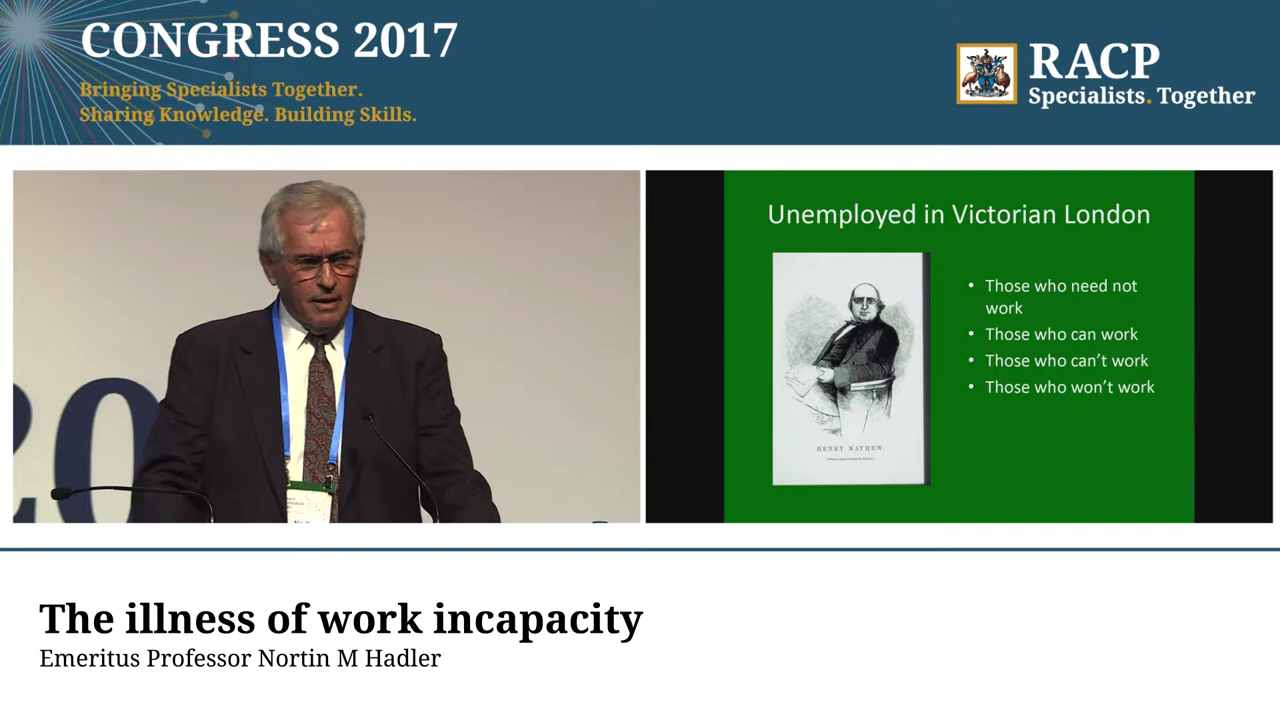 CONGRESS 2017
Bringing Specialists Together.
Sharing Knowledge. Building Skills.
RACP
Specialists. Together
20
Unemployed in Victorian London
• Those who need not
work
• Those who can work
• Those who can't work
• Those who won't work
HENRY MAYHEW.
The illness of work incapacity
Emeritus Professor Nortin M Hadler